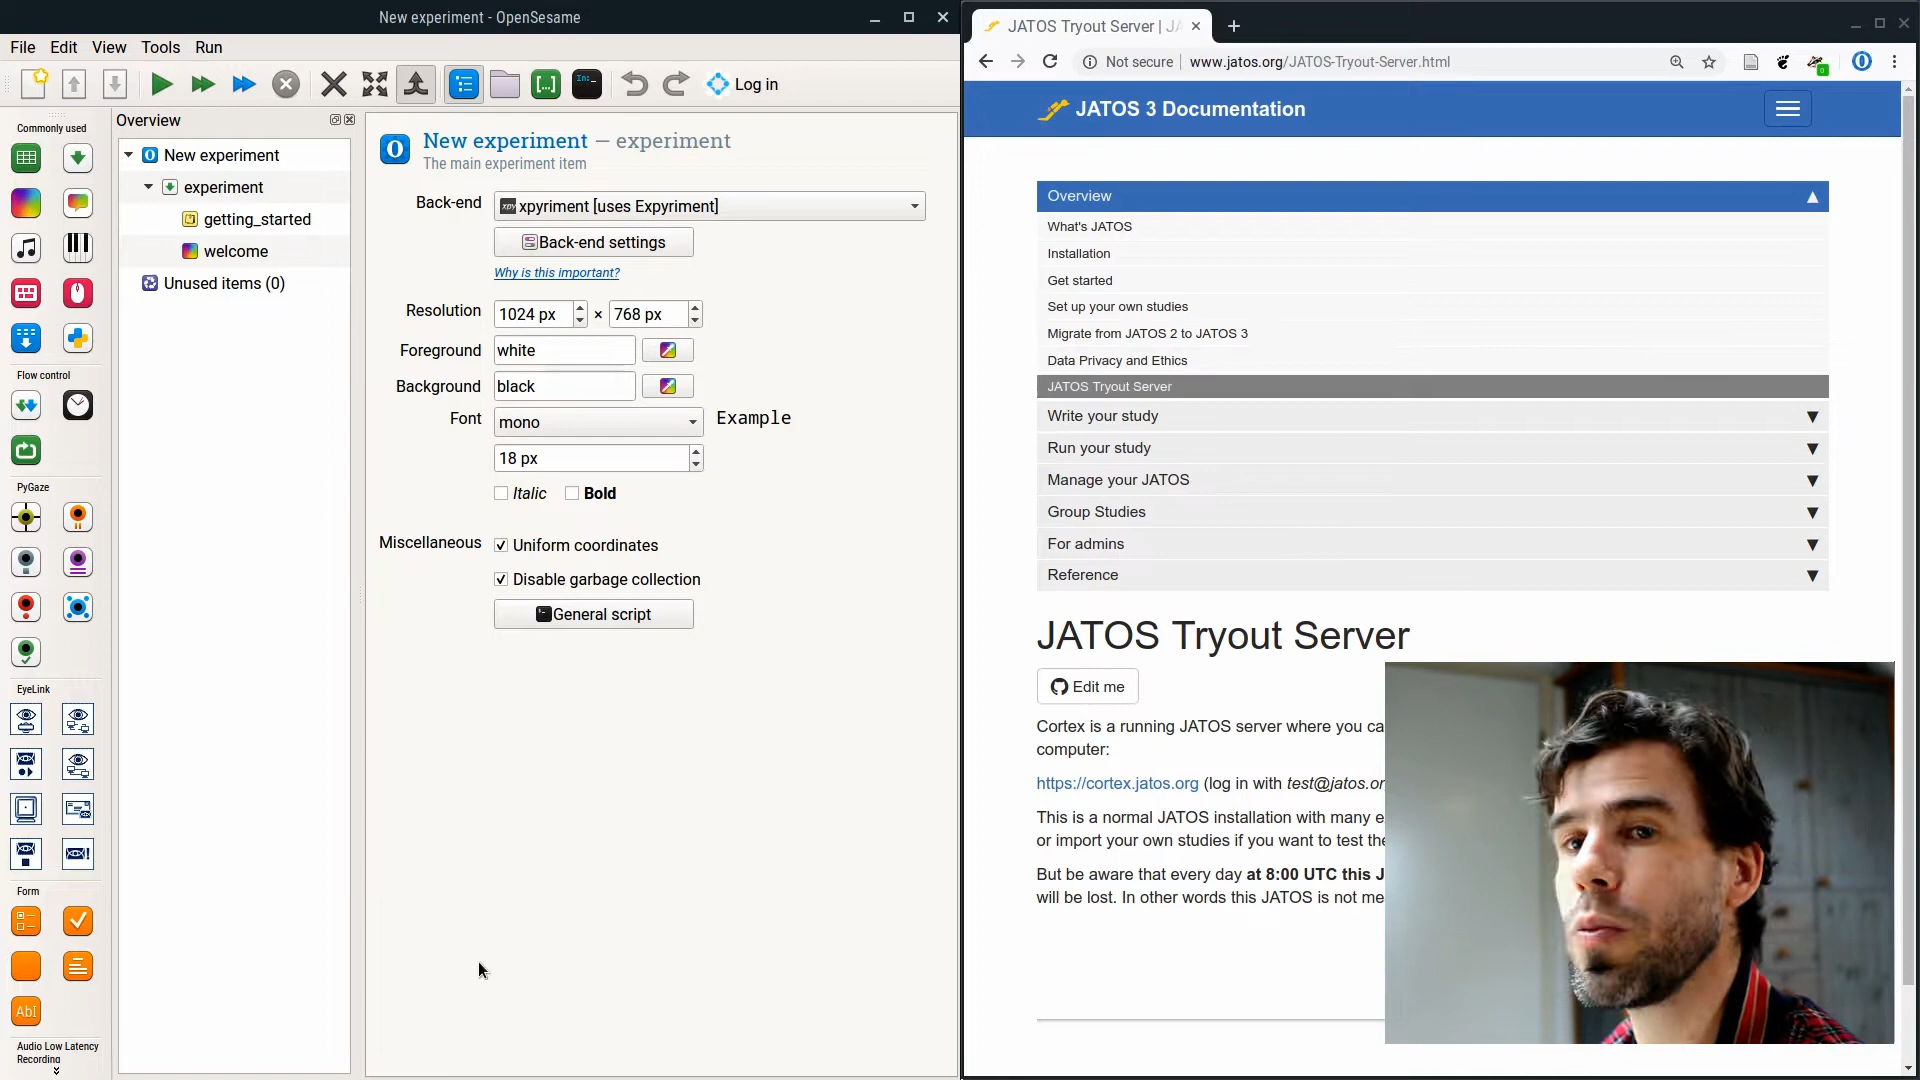 New experiment - OpenSesame
File Edit View Tools Run
Log in
Commonly used
Flow control
PyGaze
EyeLink
Form
AbI
Audio Low Latency
Recording
Overview
New experiment
experiment
getting_started
welcome
Unused items (0)
New experiment – experiment
The main experiment item
Back-end
xpy xpyriment [uses Expyriment]
Back-end settings
Why is this important?
Resolution 1024 px × 768 px
Foreground white
Background black
Font mono Example
18 px
Italic Bold
Miscellaneous
Uniform coordinates
Disable garbage collection
General script
JATOS Tryout Server | JA
Not secure www.jatos.org/JATOS-Tryout-Server.html
JATOS 3 Documentation
Overview
What's JATOS
Installation
Get started
Set up your own studies
Migrate from JATOS 2 to JATOS 3
Data Privacy and Ethics
JATOS Tryout Server
Write your study
Run your study
Manage your JATOS
Group Studies
For admins
Reference
JATOS Tryout Server
Edit me
Cortex is a running JATOS server where you ca
computer:
https://cortex.jatos.org (log in with test@jatos.or
This is a normal JATOS installation with many e
or import your own studies if you want to test the
But be aware that every day at 8:00 UTC this J
will be lost. In other words this JATOS is not me